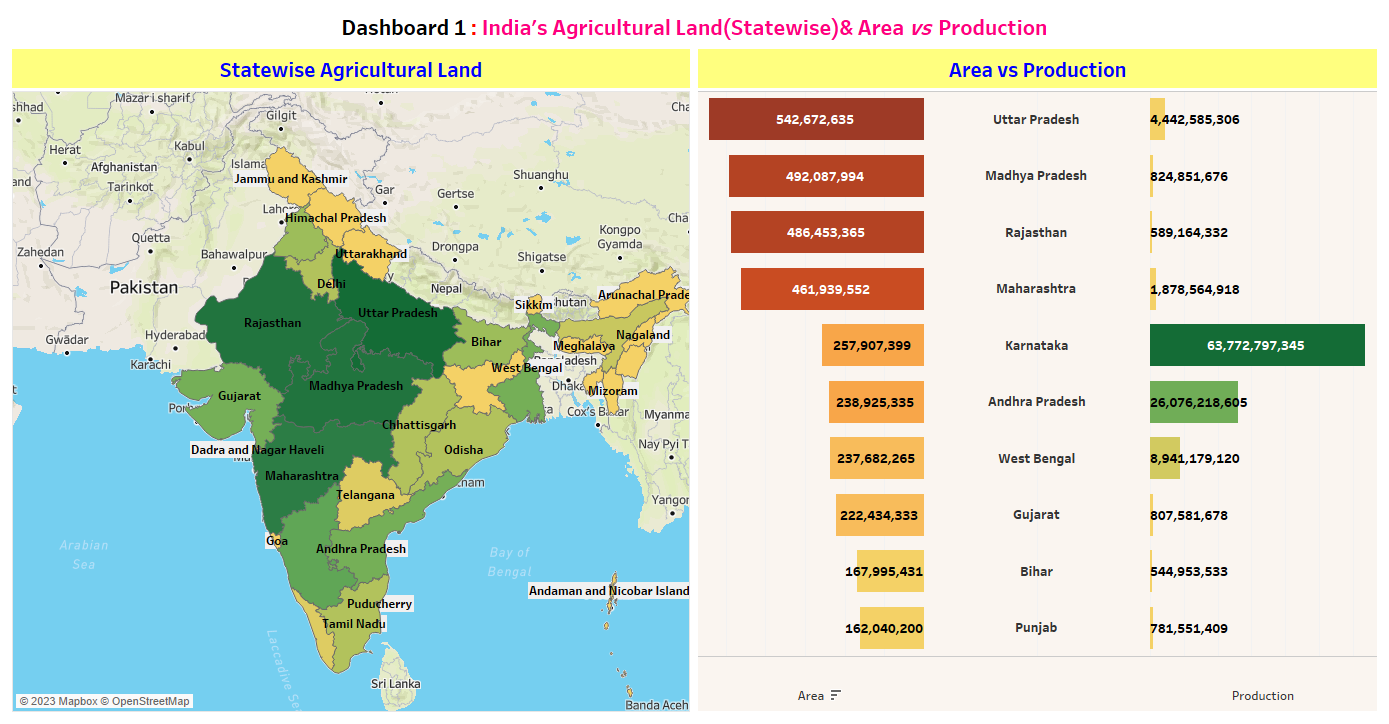 Dashboard 1 : India's Agricultural Land(Statewise)& Area vs Production
Statewise Agricultural Land
Mazar i sharif
Gilgit
Herat
Kabul
Afghanistan
Jammu and Kashmir
Tarinkot
Gar
Gertse
Shuanghu
Himachal Pradesh
Quetta
Zahedan
Bahawalpur
Uttarakhand
Drongpa
Shigatse
Kongpo
Gyamda
Pakistan
Delhi
Nepal
Sikkim
Arunachal Prade
Rajasthan
Uttar Pradesh
Gwādar
Hyderabad
Karachi
Bihar
Nagaland
Meghalaya
West Bengal
Madhya Pradesh
Dhaka
Mizoram
Gujarat
Cox's Bazar
Myanma
Chhattisgarh
Dadra and Nagar Haveli
Odisha
Nay Pyi T
Maharashtra
Telangana
Yangon
Goa
Arabian
Sea
Andhra Pradesh
Bay of
Bengal
Andaman and Nicobar Island
Puducherry
Tamil Nadu
Laccadive Se
Sri Lanka
Banda Aceh
© 2023 Mapbox © OpenStreetMap
Area vs Production
542,672,635 Uttar Pradesh 4,442,585,306
492,087,994 Madhya Pradesh 824,851,676
486,453,365 Rajasthan 589,164,332
461,939,552 Maharashtra 1,878,564,918
257,907,399 Karnataka 63,772,797,345
238,925,335 Andhra Pradesh 26,076,218,605
237,682,265 West Bengal 8,941,179,120
222,434,333 Gujarat 807,581,678
167,995,431 Bihar 544,953,533
162,040,200 Punjab 781,551,409
Area Production